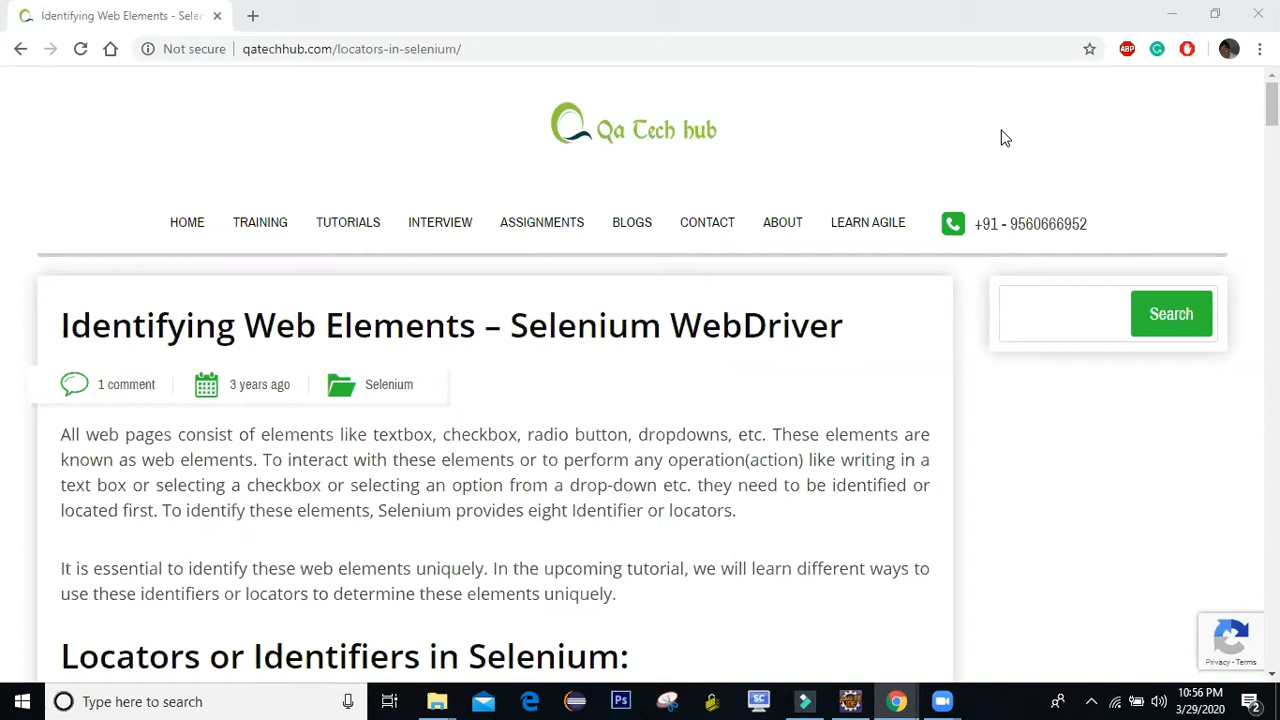 Identifying Web Elements - Sele
Not secure
qatechhub.com/locators-in-selenium/
ABP
Qa Tech hub
HOME
TRAINING
TUTORIALS
INTERVIEW
ASSIGNMENTS
BLOGS
CONTACT
ABOUT
LEARN AGILE
+91 - 9560666952
Identifying Web Elements – Selenium WebDriver
Search
1 comment
3 years ago
Selenium
All web pages consist of elements like textbox, checkbox, radio button, dropdowns, etc. These elements are
known as web elements. To interact with these elements or to perform any operation(action) like writing in a
text box or selecting a checkbox or selecting an option from a drop-down etc. they need to be identified or
located first. To identify these elements, Selenium provides eight Identifier or locators.
It is essential to identify these web elements uniquely. In the upcoming tutorial, we will learn different ways to
use these identifiers or locators to determine these elements uniquely.
Locators or Identifiers in Selenium:
Privacy - Terms
Type here to search
Ps
SC
10:56 PM
3/29/2020
2